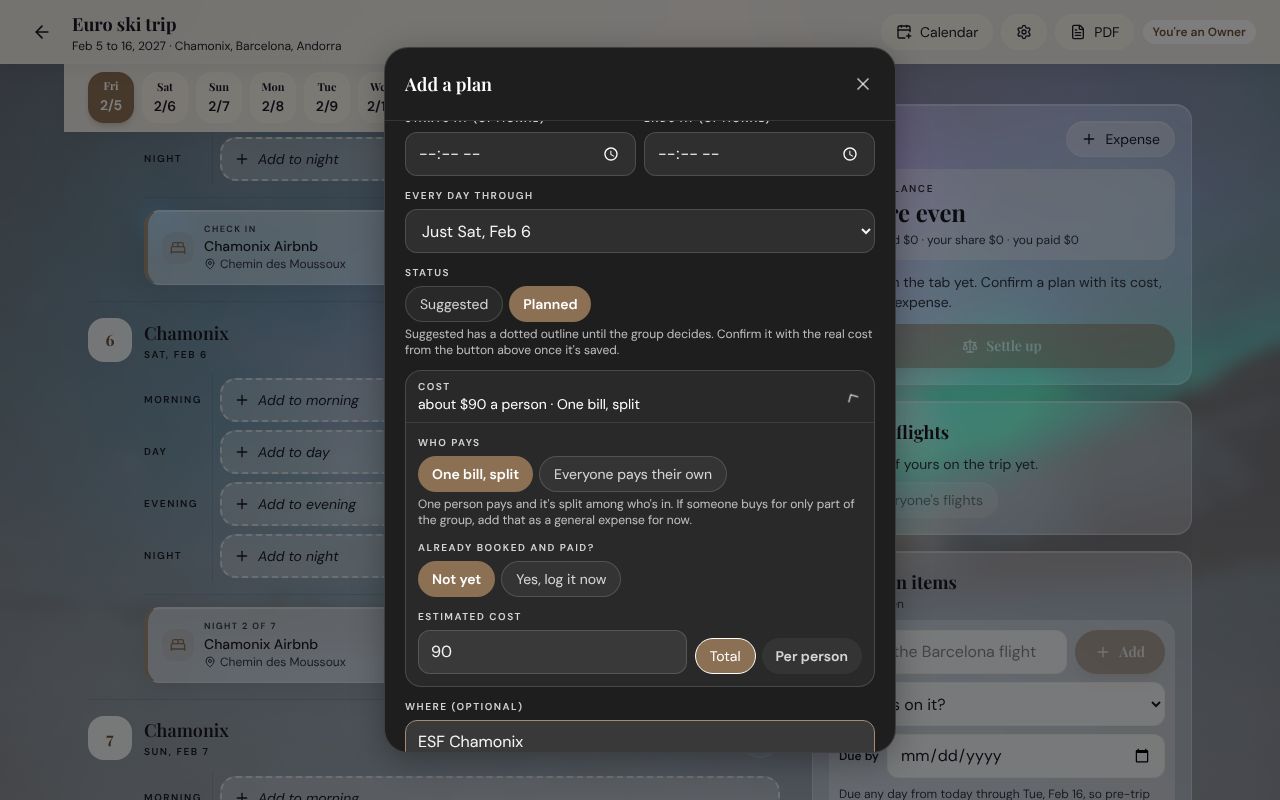 Euro ski trip
Feb 5 to 16, 2027 · Chamonix, Barcelona, Andorra
Calendar
PDF
You're an Owner
Fri
2/5
Sat
2/6
Sun
2/7
Mon
2/8
Tue
2/9
NIGHT
+ Add to night
CHECK IN
Chamonix Airbnb
Chemin des Moussoux
6
Chamonix
SAT, FEB 6
MORNING
+ Add to morning
DAY
+ Add to day
EVENING
+ Add to evening
NIGHT
+ Add to night
NIGHT 2 OF 7
Chamonix Airbnb
Chemin des Moussoux
7
Chamonix
SUN, FEB 7
MORNING
+ Add to morning
Add a plan
--:-- --
--:-- --
EVERY DAY THROUGH
Just Sat, Feb 6
STATUS
Suggested
Planned
Suggested has a dotted outline until the group decides. Confirm it with the real cost
from the button above once it's saved.
COST
about $90 a person · One bill, split
WHO PAYS
One bill, split
Everyone pays their own
One person pays and it's split among who's in. If someone buys for only part of
the group, add that as a general expense for now.
ALREADY BOOKED AND PAID?
Not yet
Yes, log it now
ESTIMATED COST
90
Total
Per person
WHERE (OPTIONAL)
ESF Chamonix
+ Expense
even
$0 · your share $0 · you paid $0
the tab yet. Confirm a plan with its cost,
expense.
Settle up
flights
yours on the trip yet.
flights
items
the Barcelona flight
+ Add
on it?
Due by
mm/dd/yyyy
Due any day from today through Tue, Feb 16, so pre-trip